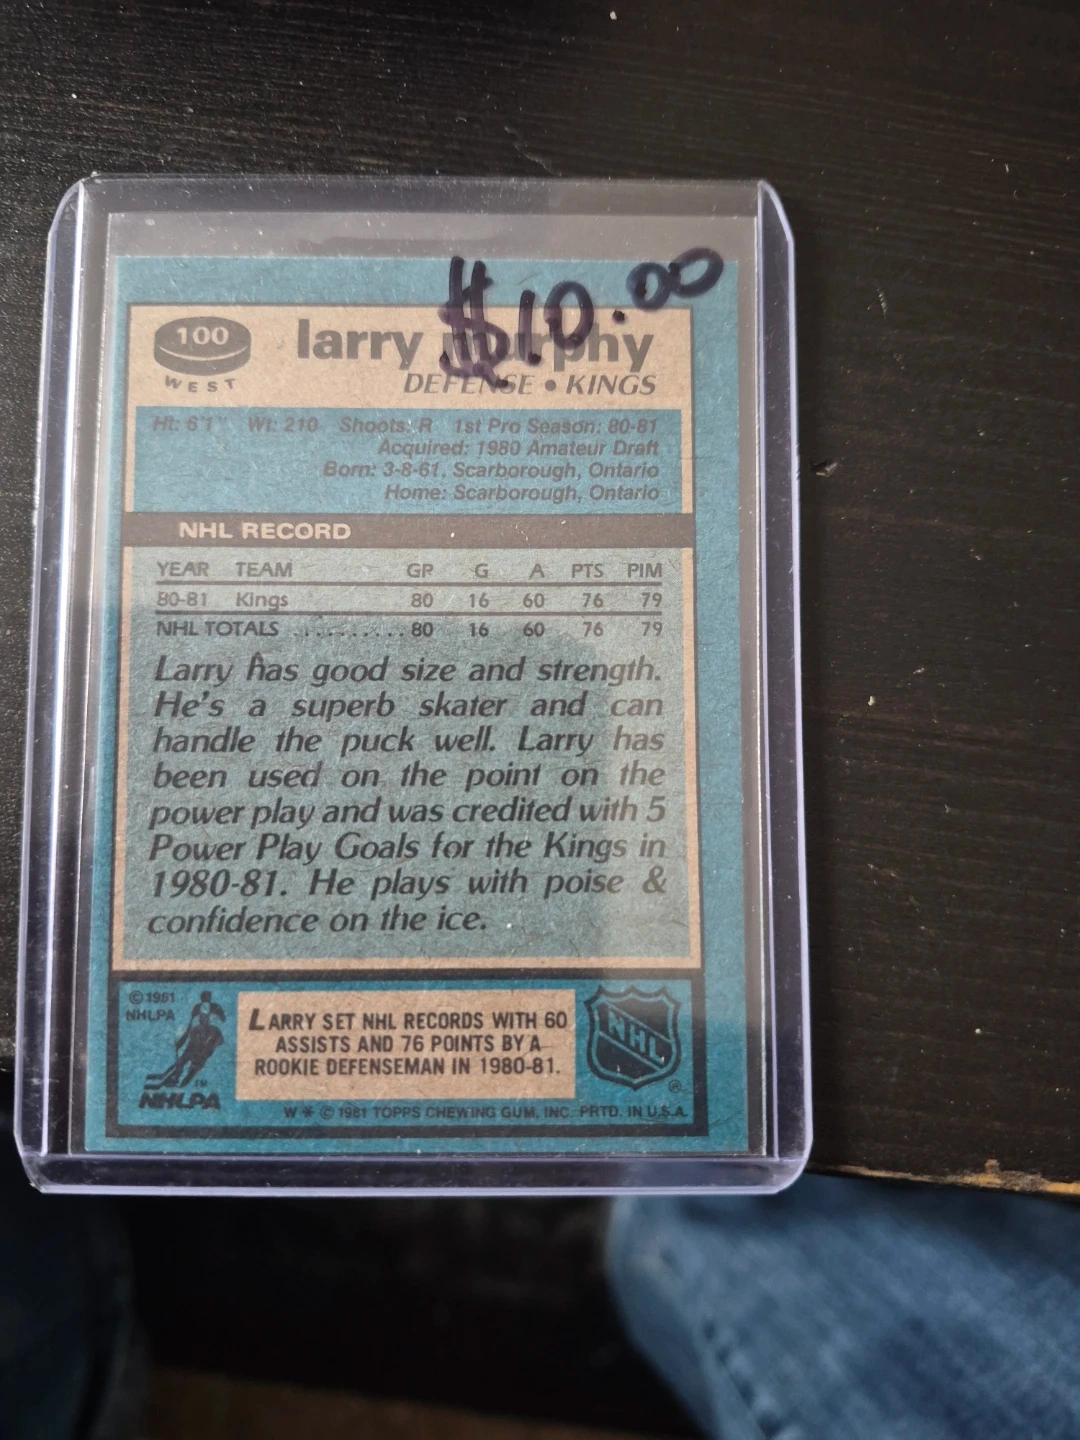 $10.00
100
WEST
larry murphy
DEFENSE • KINGS
Ht: 6'1" Wt: 210 Shoots: R 1st Pro Season: 80-81
Acquired: 1980 Amateur Draft
Born: 3-8-61, Scarborough, Ontario
Home: Scarborough, Ontario
NHL RECORD
YEAR TEAM GP G A PTS PIM
80-81 Kings 80 16 60 76 79
NHL TOTALS .......... 80 16 60 76 79
Larry has good size and strength.
He's a superb skater and can
handle the puck well. Larry has
been used on the point on the
power play and was credited with 5
Power Play Goals for the Kings in
1980-81. He plays with poise &
confidence on the ice.
© 1981
NHLPA
TM
NHLPA
LARRY SET NHL RECORDS WITH 60
ASSISTS AND 76 POINTS BY A
ROOKIE DEFENSEMAN IN 1980-81.
NHL
®
W * © 1981 TOPPS CHEWING GUM, INC. PRTD. IN U.S.A.